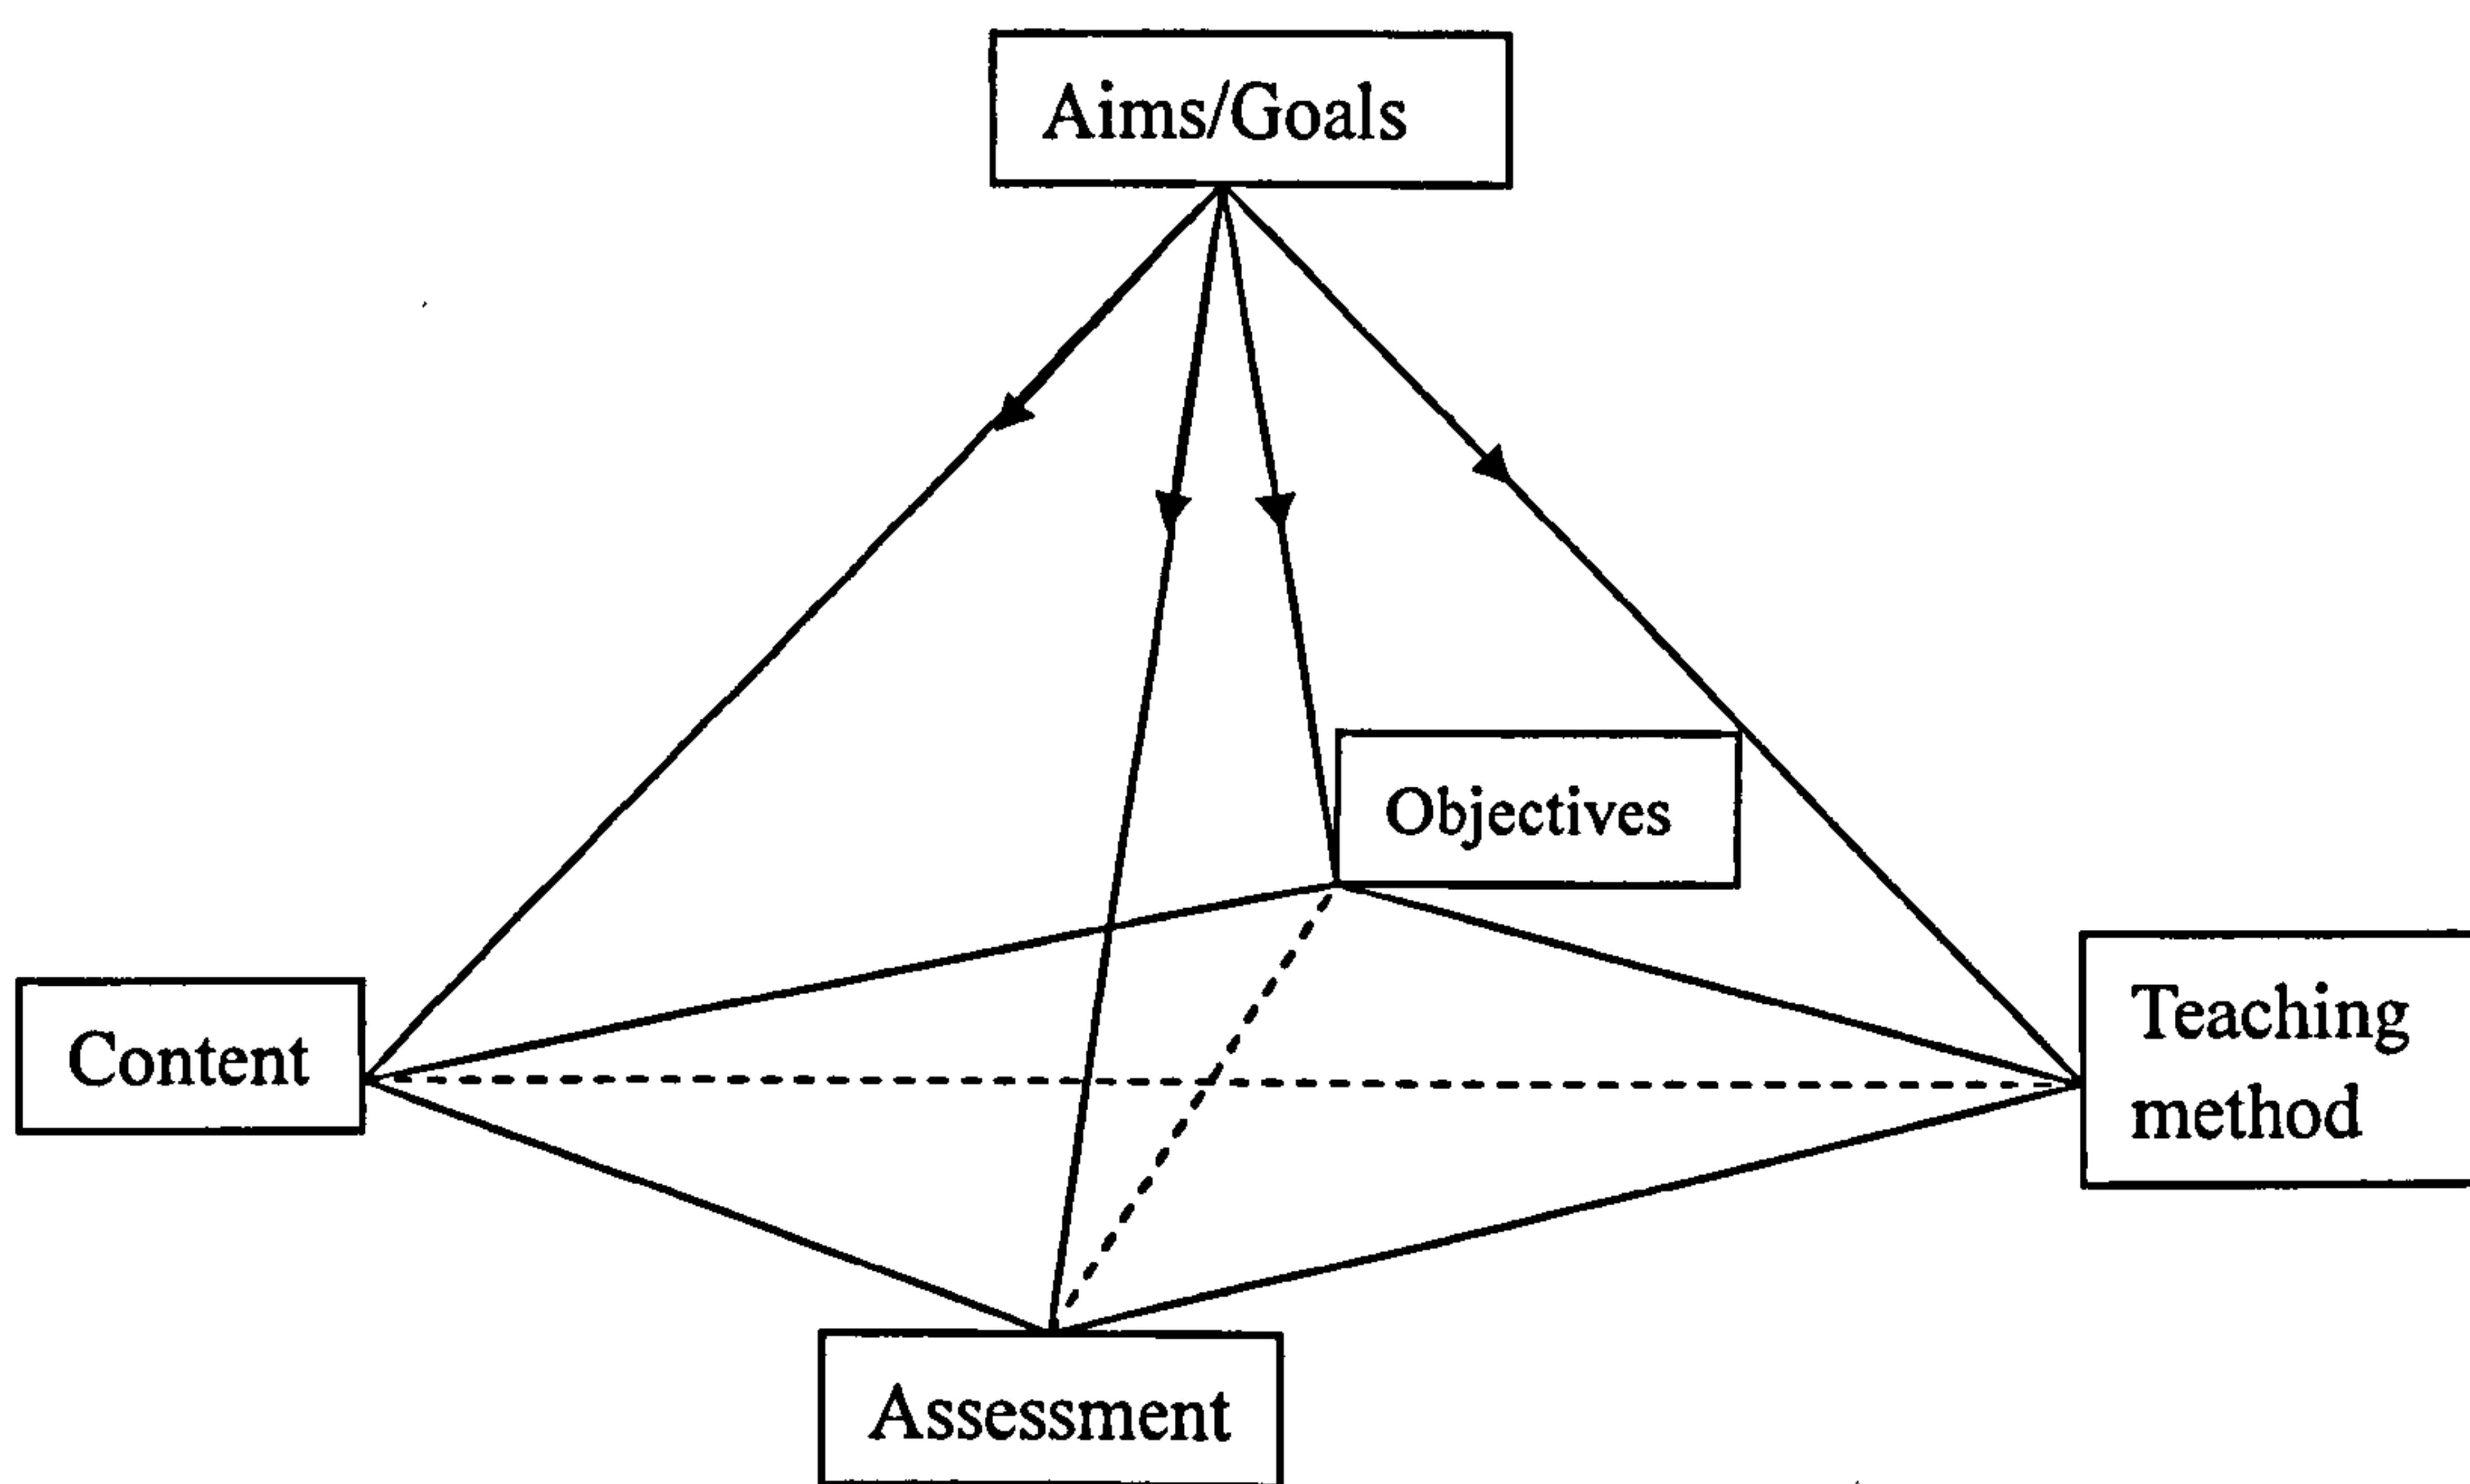 Aims/Goals
Objectives
Content
Teaching
method
Assessment